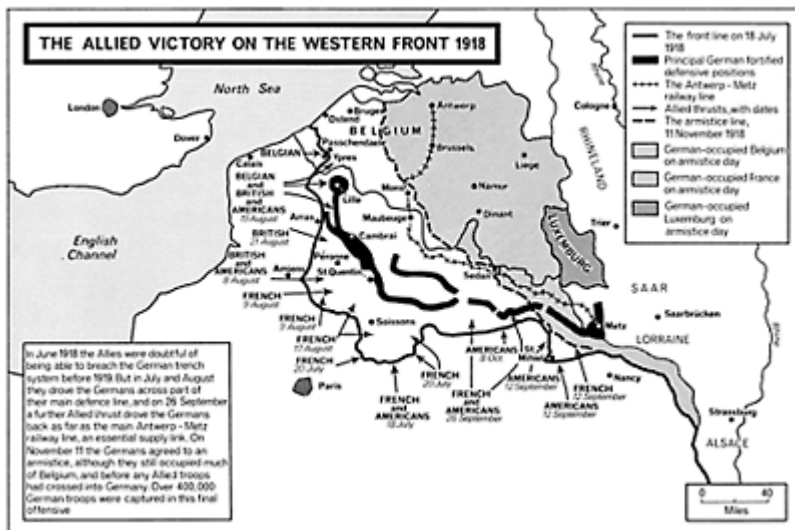 THE ALLIED VICTORY ON THE WESTERN FRONT 1918
The front line on 18 July
1918
Principal German fortified
defensive positions
The Antwerp - Metz
railway line
Allied thrusts, with dates
The armistice line,
11 November 1918
German-occupied Belgium
on armistice day
German-occupied France
on armistice day
German-occupied
Luxemburg on
armistice day
North Sea
London
Dover
Calais
English
Channel
Ostend
Bruges
Antwerp
BELGIUM
Passchendaele
Ypres
Brussels
Liege
Namur
Dinant
Mons
Maubeuge
Lille
Cologne
Rhine
RHINELAND
Trier
LUXEMBURG
SAAR
Saarbrücken
Metz
LORRAINE
Nancy
Strassburg
ALSACE
Rhine
BELGIAN
BELGIAN
and
BRITISH
and
AMERICANS
15 August
Arras
BRITISH
21 August
Cambrai
BRITISH
and
AMERICANS
8 August
Péronne
Amiens
St.Quentin
Sedan
FRENCH
9 August
FRENCH
9 August
FRENCH
17 August
Soissons
FRENCH
20 July
FRENCH
20 July
FRENCH
and
AMERICANS
18 July
FRENCH
and
AMERICANS
26 September
AMERICANS
8 Oct
St.
Mihiel
AMERICANS
12 September
FRENCH
12 September
AMERICANS
12 September
Paris
In June 1918 the Allies were doubtful of
being able to breach the German trench
system before 1919. But in July and August
they drove the Germans across part of
their main defence line, and on 26 September
a further Allied thrust drove the Germans
back as far as the main Antwerp - Metz
railway line, an essential supply link. On
November 11 the Germans agreed to an
armistice, although they still occupied much
of Belgium, and before any Allied troops
had crossed into Germany. Over 400,000
German troops were captured in this final
offensive
0 40
Miles